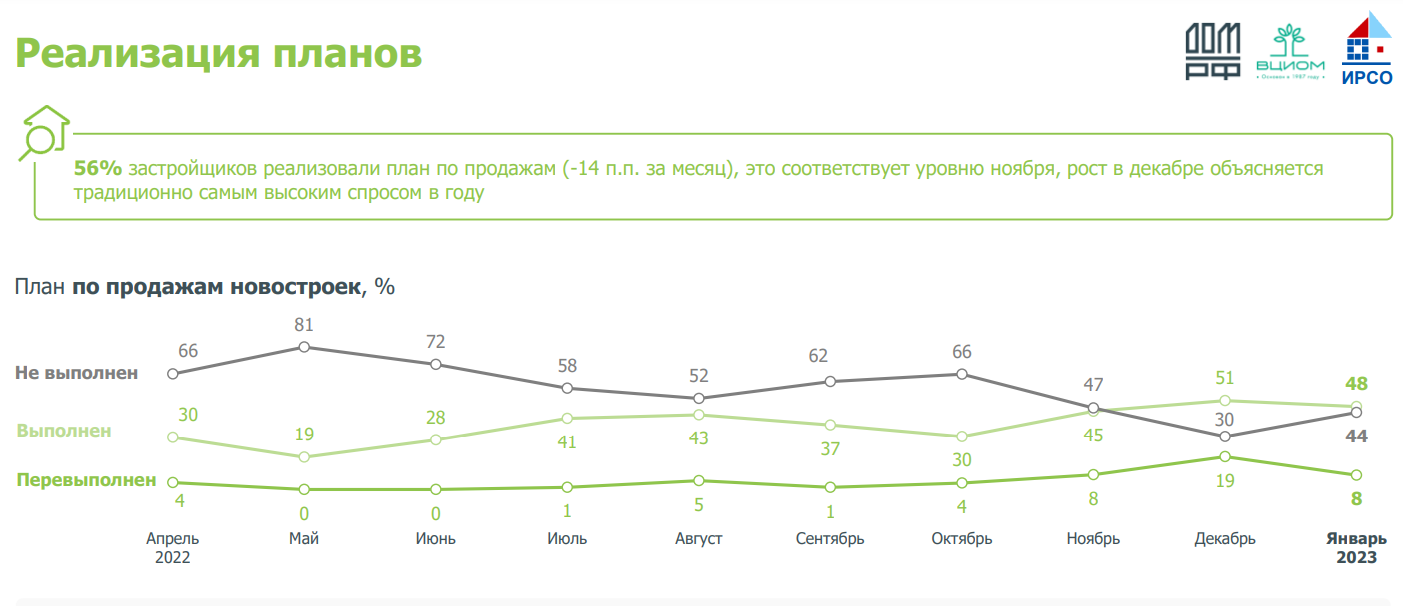 Реализация планов
ДОМ
РФ
ВЦИОМ
• Основан в 1987 году •
ИРСО
56% застройщиков реализовали план по продажам (-14 п.п. за месяц), это соответствует уровню ноября, рост в декабре объясняется
традиционно самым высоким спросом в году
План по продажам новостроек, %
Не выполнен
66
81
72
58
52
62
66
47
30
44
Выполнен
30
19
28
41
43
37
30
45
51
48
Перевыполнен
4
0
0
1
5
1
4
8
19
8
Апрель
2022
Май
Июнь
Июль
Август
Сентябрь
Октябрь
Ноябрь
Декабрь
Январь
2023